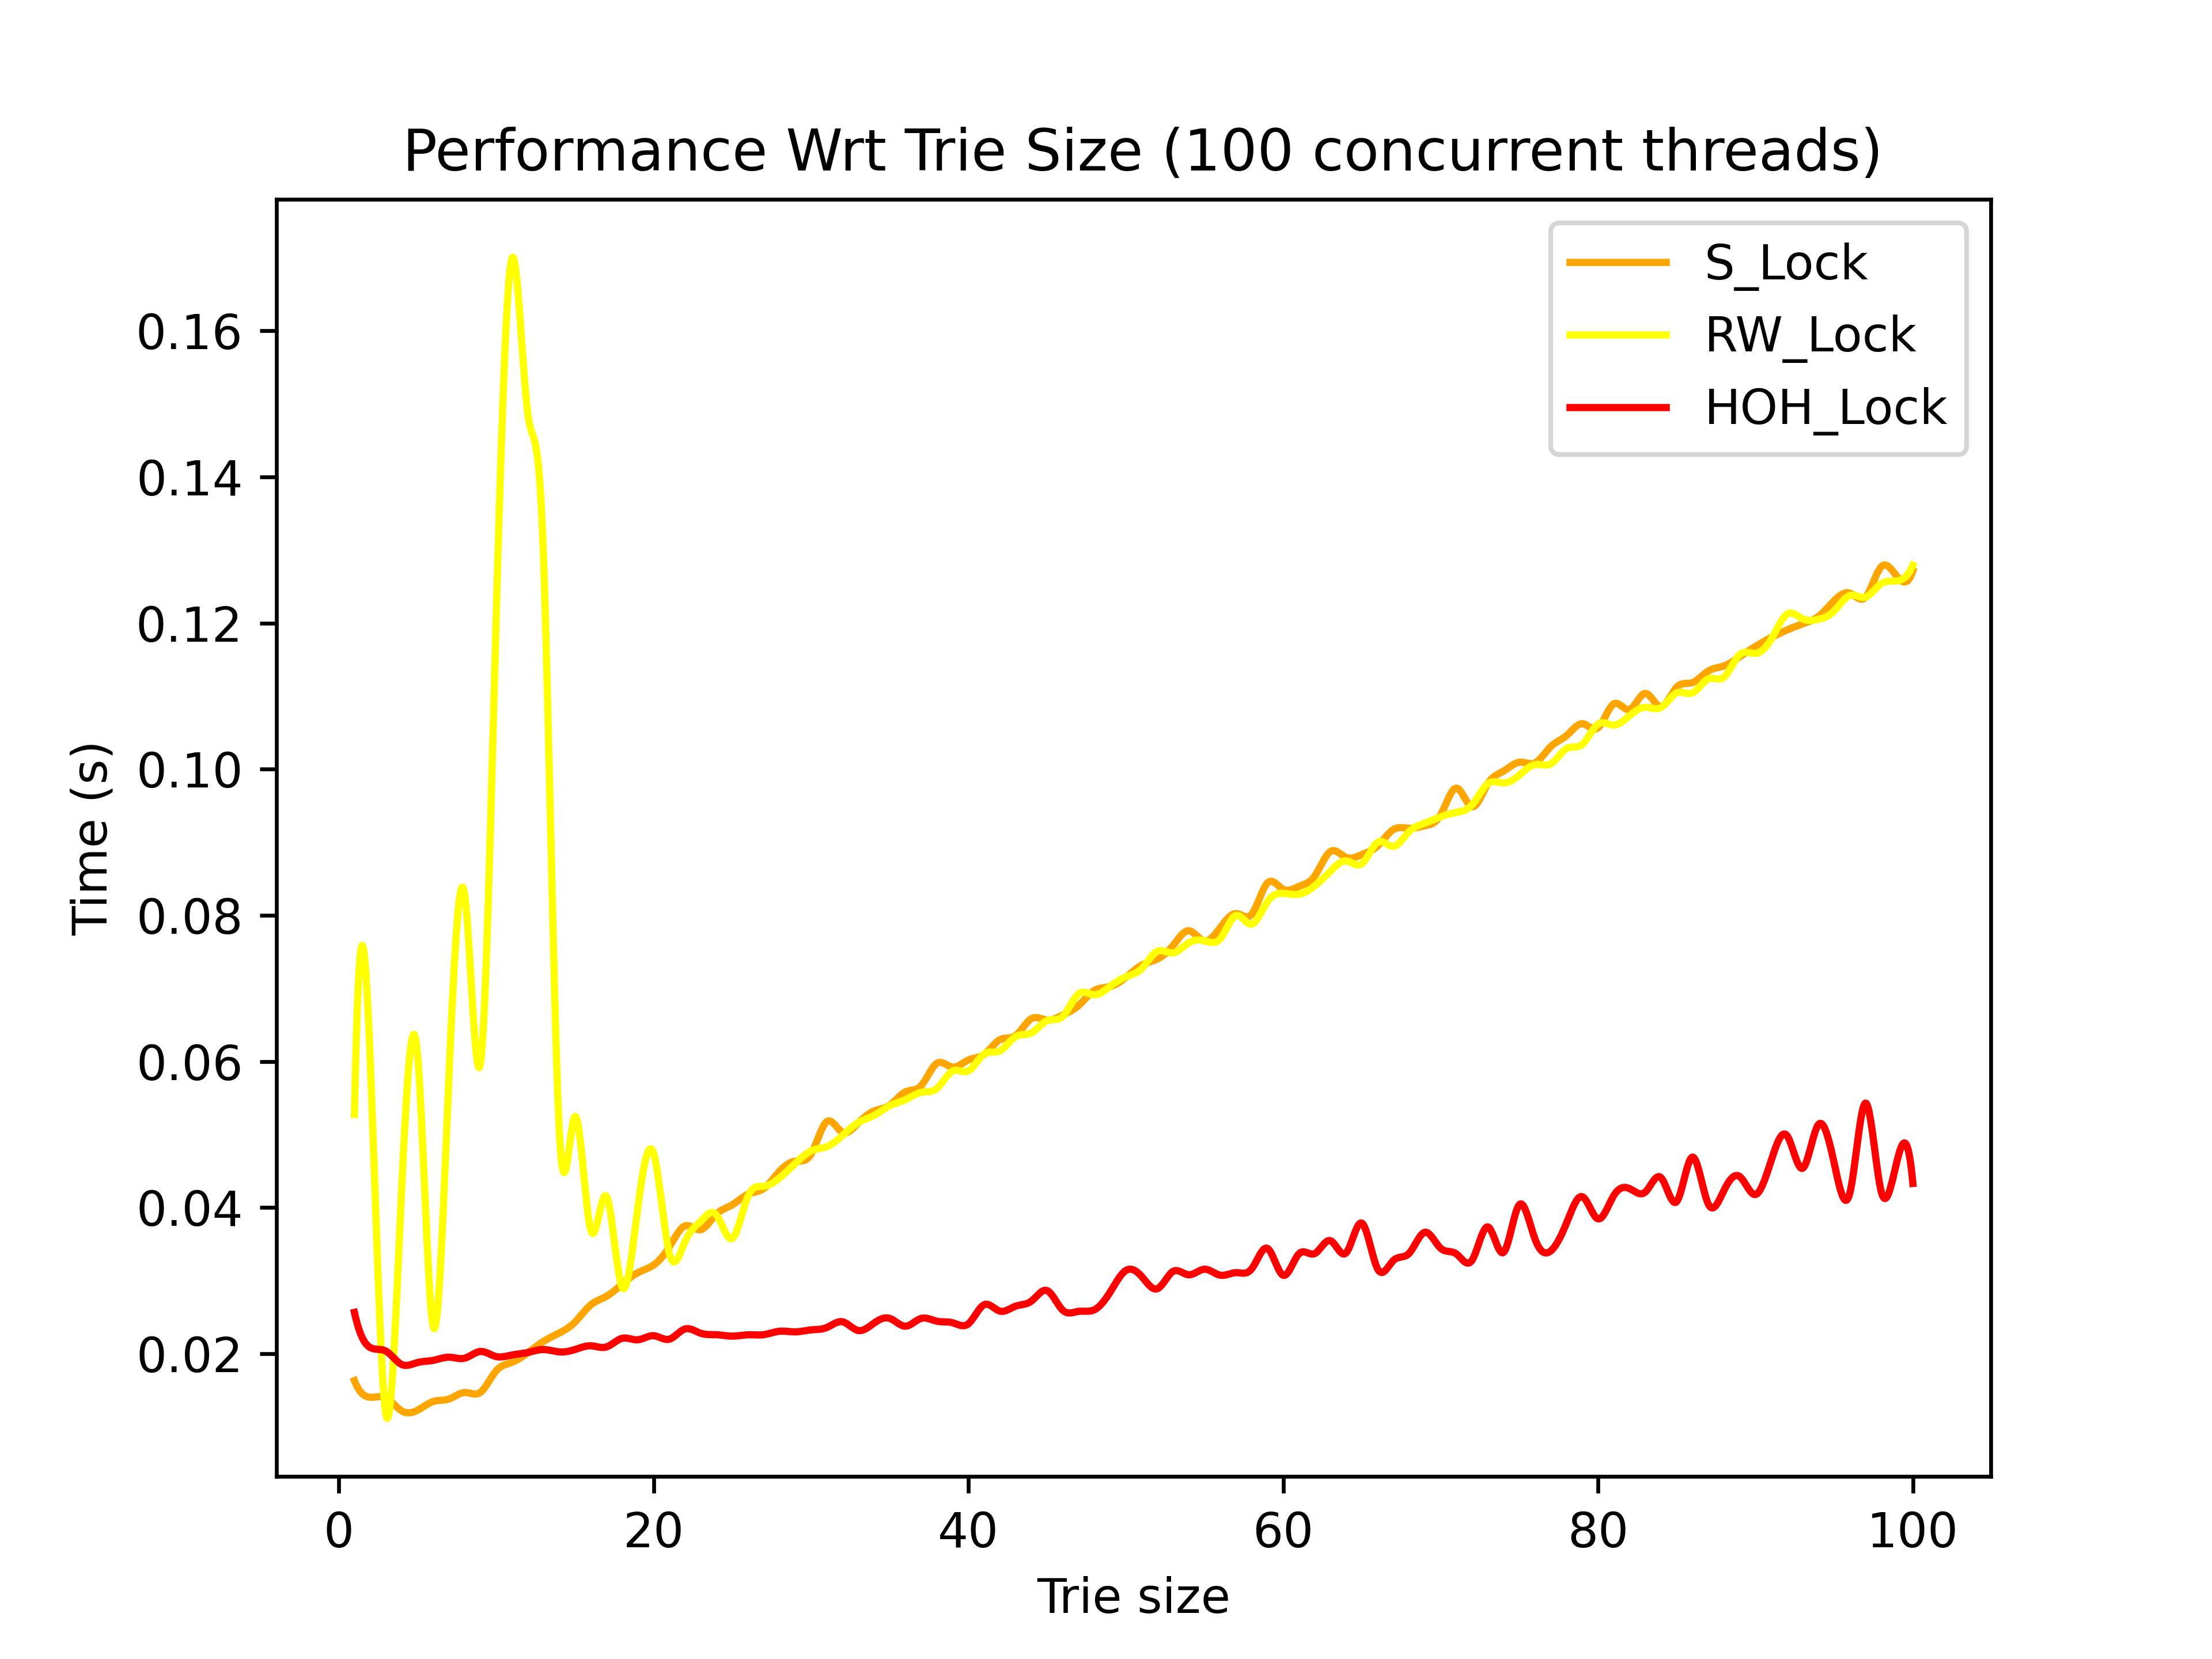 Performance Wrt Trie Size (100 concurrent threads)
S_Lock
RW_Lock
HOH_Lock
0.16
0.14
0.12
0.10
0.08
0.06
0.04
0.02
Time (s)
0 20 40 60 80 100
Trie size